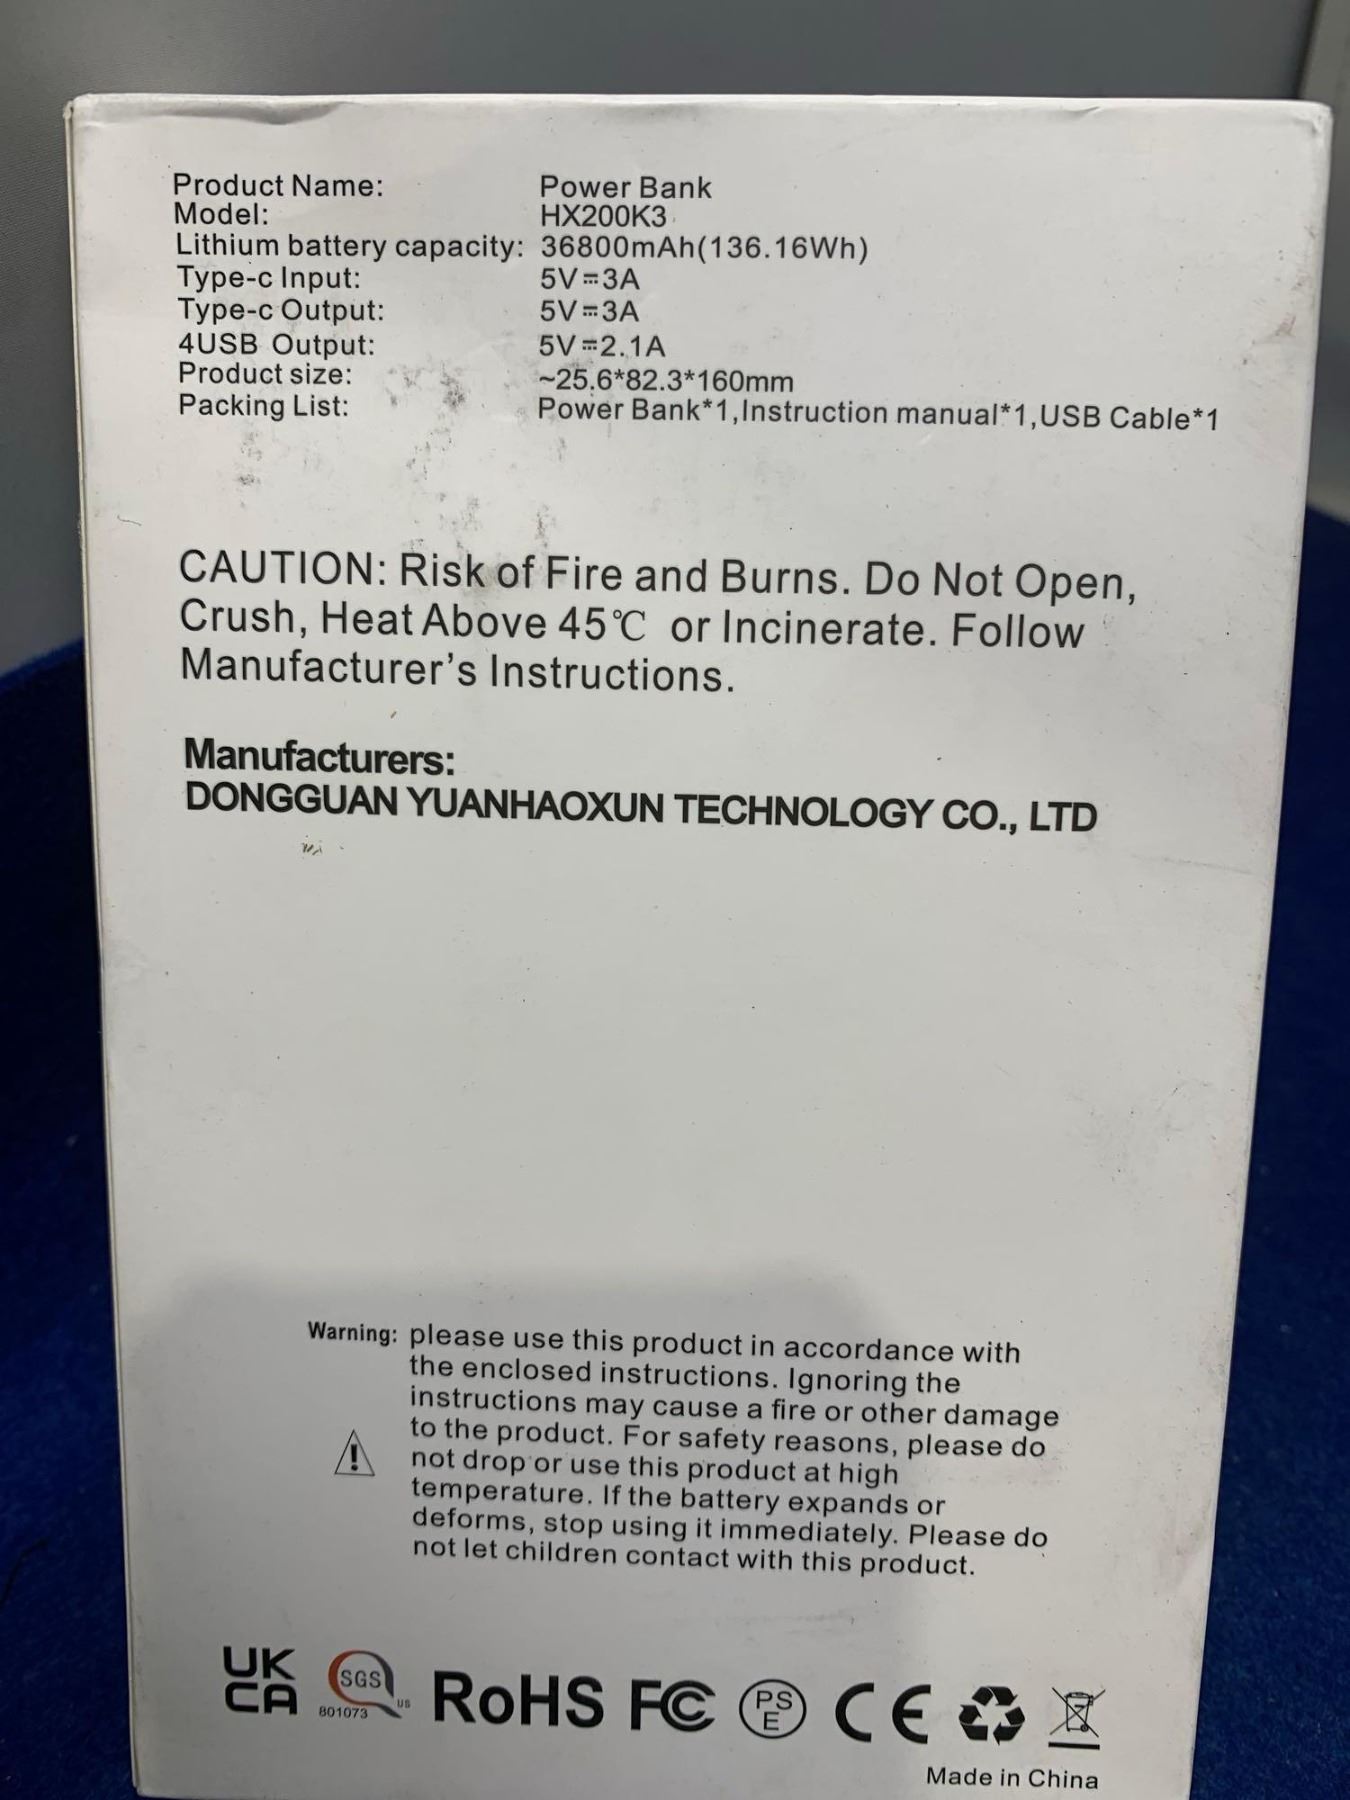 Product Name: Power Bank
Model: HX200K3
Lithium battery capacity: 36800mAh(136.16Wh)
Type-c Input: 5V⎓3A
Type-c Output: 5V⎓3A
4USB Output: 5V⎓2.1A
Product size: ~25.6*82.3*160mm
Packing List: Power Bank*1,Instruction manual*1,USB Cable*1
CAUTION: Risk of Fire and Burns. Do Not Open,
Crush, Heat Above 45℃ or Incinerate. Follow
Manufacturer's Instructions.
Manufacturers:
DONGGUAN YUANHAOXUN TECHNOLOGY CO., LTD
Warning: please use this product in accordance with
the enclosed instructions. Ignoring the
instructions may cause a fire or other damage
to the product. For safety reasons, please do
not drop or use this product at high
temperature. If the battery expands or
deforms, stop using it immediately. Please do
not let children contact with this product.
UK
CA
SGS
801073 US
RoHS FC
PS
E
CE
Made in China